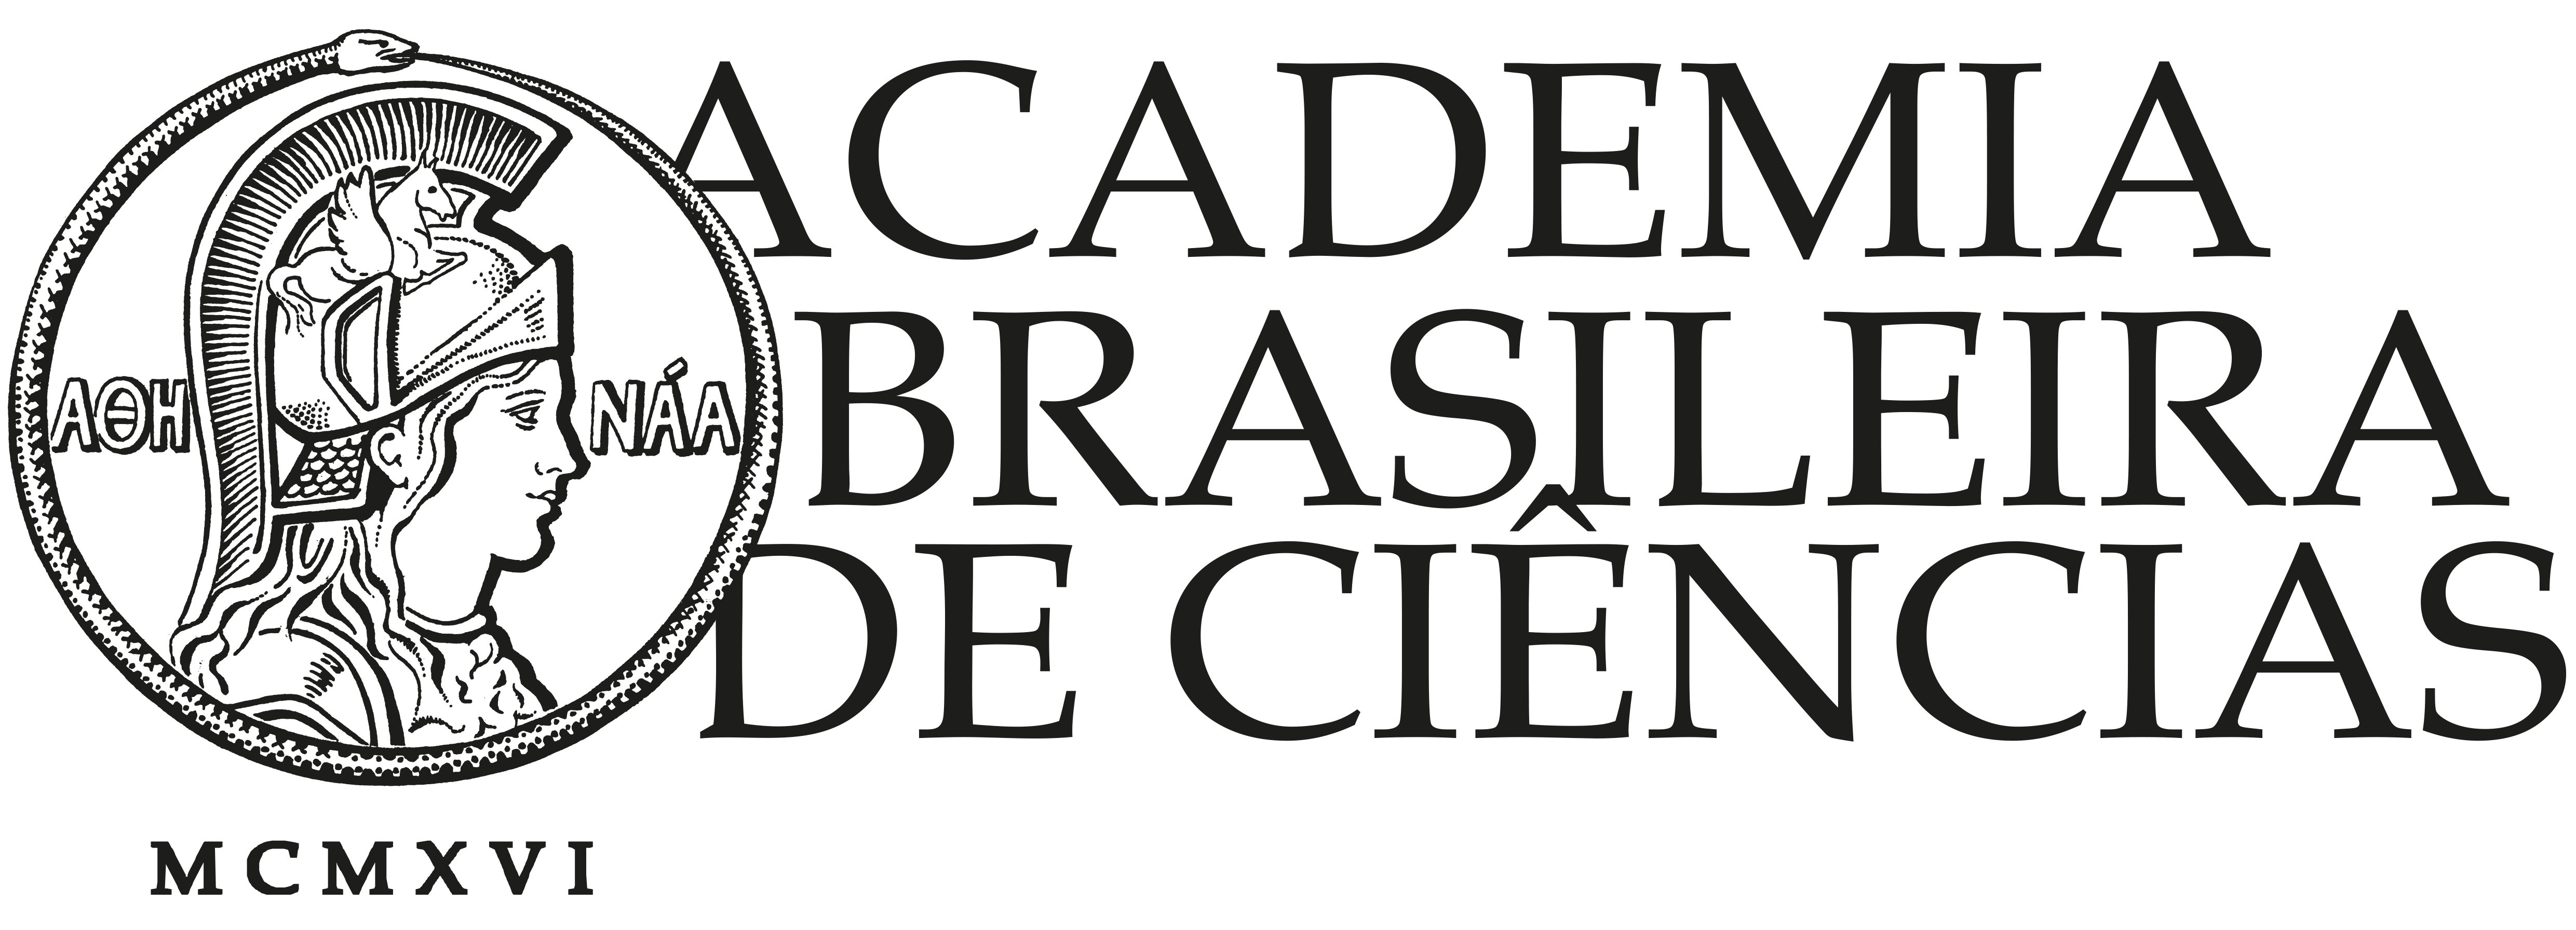 ACADEMIA
BRASILEIRA
DE CIÊNCIAS
ΑΘΗ ΝΆΑ
MCMXVI